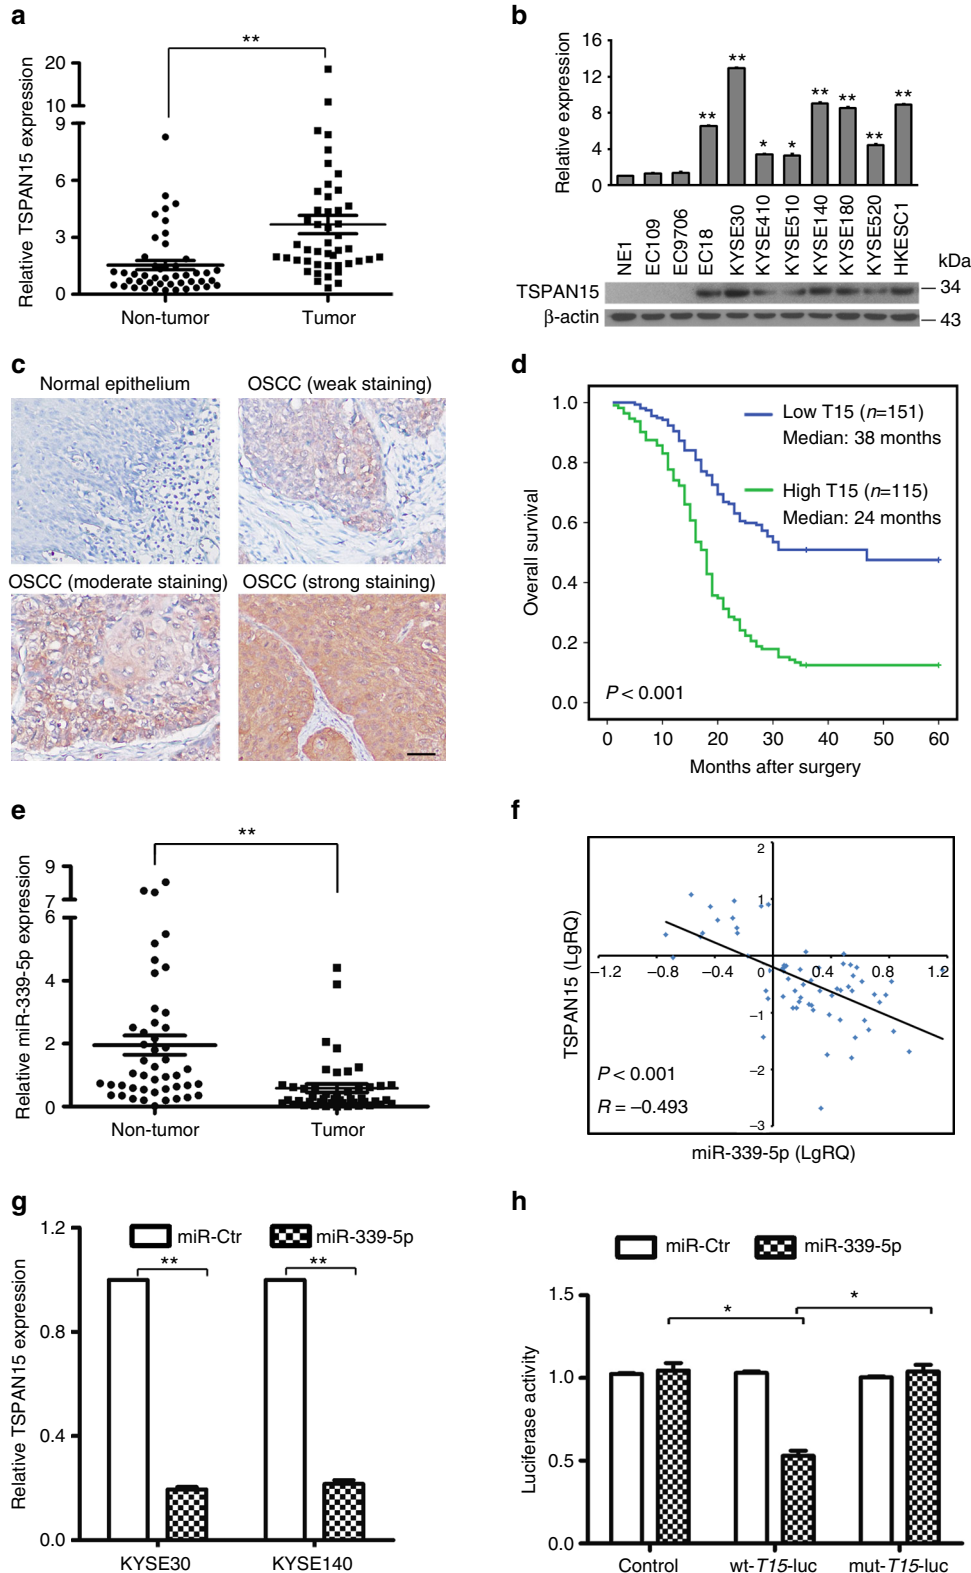 a
**
Relative TSPAN15 expression
20
10
9
6
3
0
Non-tumor
Tumor
b
Relative expression
16
12
8
4
0
**
**
*
*
**
**
**
**
NE1
EC109
EC9706
EC18
KYSE30
KYSE410
KYSE510
KYSE140
KYSE180
KYSE520
HKESC1
kDa
TSPAN15
34
β-actin
43
c
Normal epithelium
OSCC (weak staining)
OSCC (moderate staining)
OSCC (strong staining)
d
Overall survival
1.0
0.8
0.6
0.4
0.2
0.0
Low T15 (n=151)
Median: 38 months
High T15 (n=115)
Median: 24 months
P < 0.001
0 10 20 30 40 50 60
Months after surgery
e
**
Relative miR-339-5p expression
9
7
6
4
2
0
Non-tumor
Tumor
f
TSPAN15 (LgRQ)
2
1
–1.2 –0.8 –0.4 0 0.4 0.8 1.2
–1
–2
–3
P < 0.001
R = –0.493
miR-339-5p (LgRQ)
g
Relative TSPAN15 expression
1.2
0.8
0.4
0.0
miR-Ctr
miR-339-5p
**
**
KYSE30
KYSE140
h
miR-Ctr
miR-339-5p
Luciferase activity
1.5
1.0
0.5
0.0
*
*
Control
wt-T15-luc
mut-T15-luc